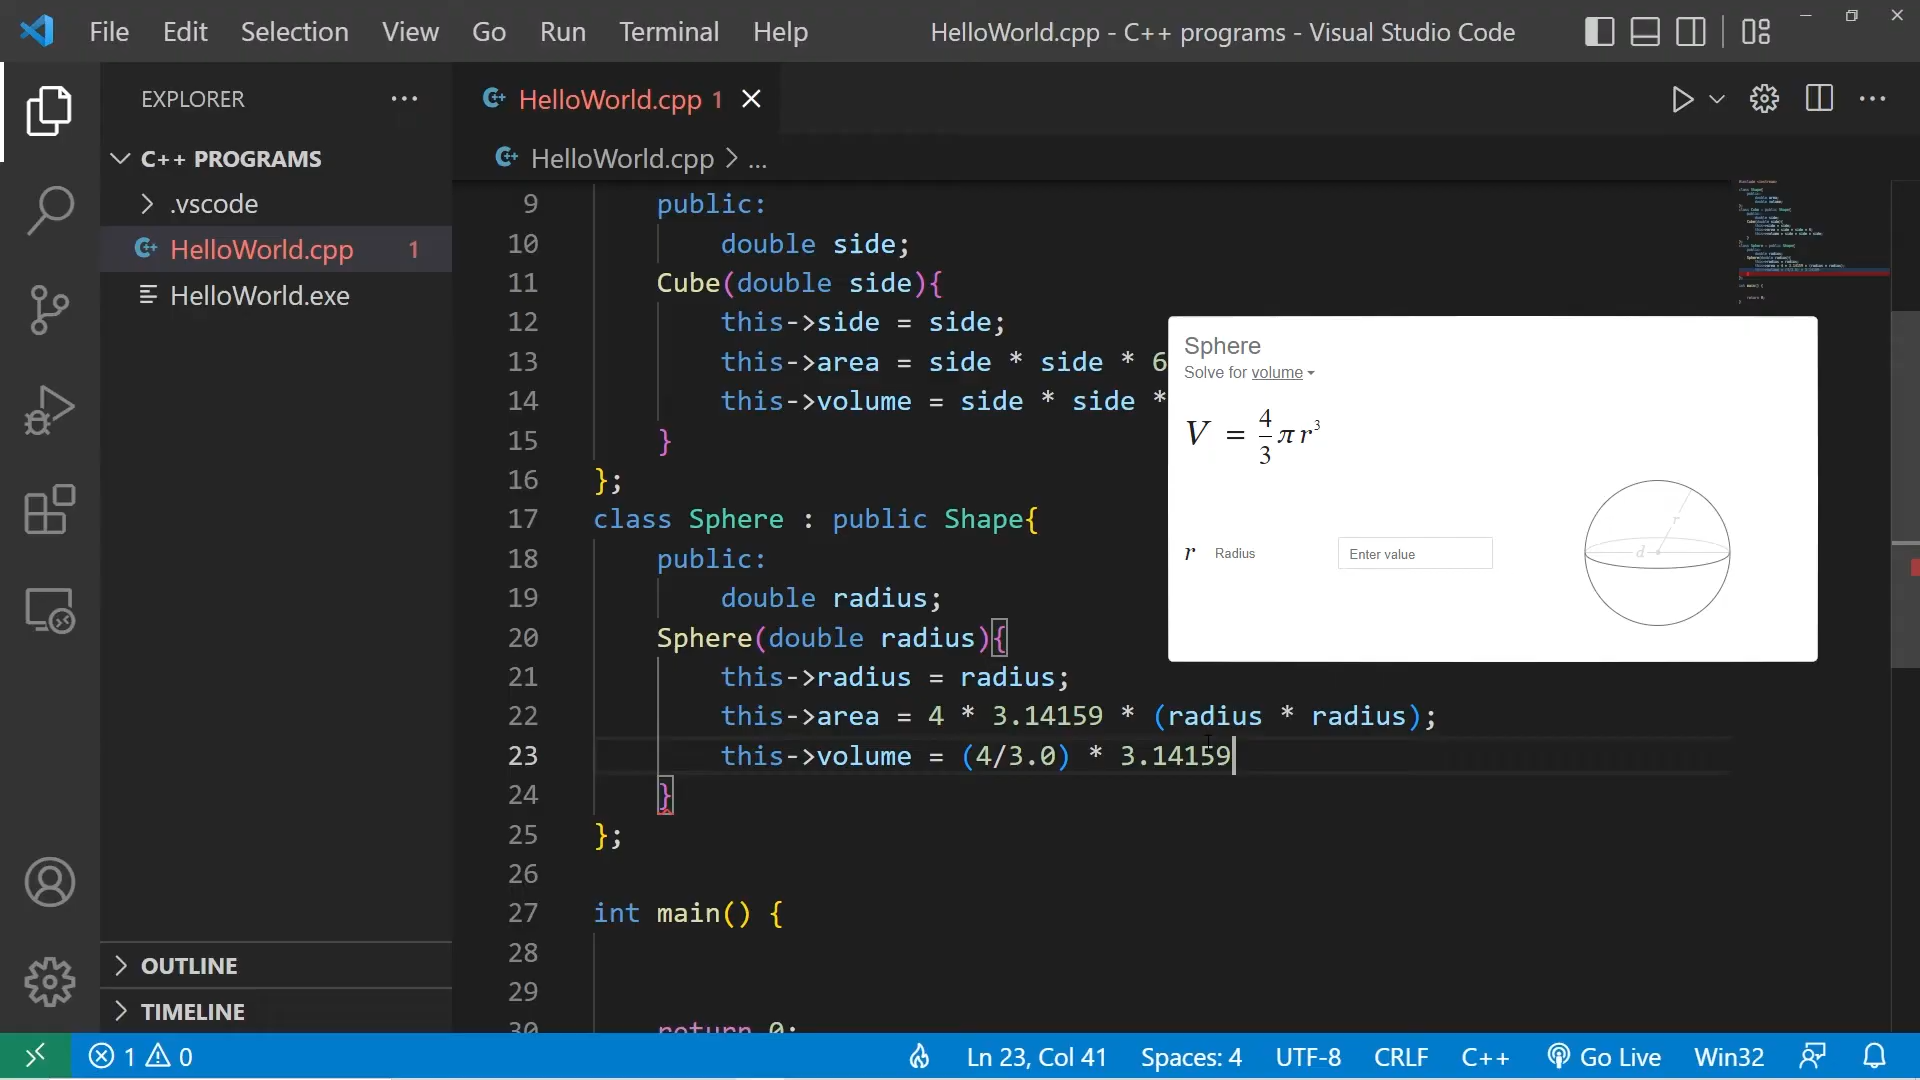 File Edit Selection View Go Run Terminal Help
HelloWorld.cpp - C++ programs - Visual Studio Code
EXPLORER
C++ PROGRAMS
.vscode
HelloWorld.cpp 1
HelloWorld.exe
OUTLINE
TIMELINE
HelloWorld.cpp 1
HelloWorld.cpp > ...
9 public:
10 double side;
11 Cube(double side){
12 this->side = side;
13 this->area = side * side * 6
14 this->volume = side * side *
15 }
16 };
17 class Sphere : public Shape{
18 public:
19 double radius;
20 Sphere(double radius){
21 this->radius = radius;
22 this->area = 4 * 3.14159 * (radius * radius);
23 this->volume = (4/3.0) * 3.14159
24 }
25 };
26
27 int main() {
28
29
30 return 0;
Sphere
Solve for volume
V = 4/3 π r³
r Radius Enter value
r
d
1 0
Ln 23, Col 41 Spaces: 4 UTF-8 CRLF C++ Go Live Win32